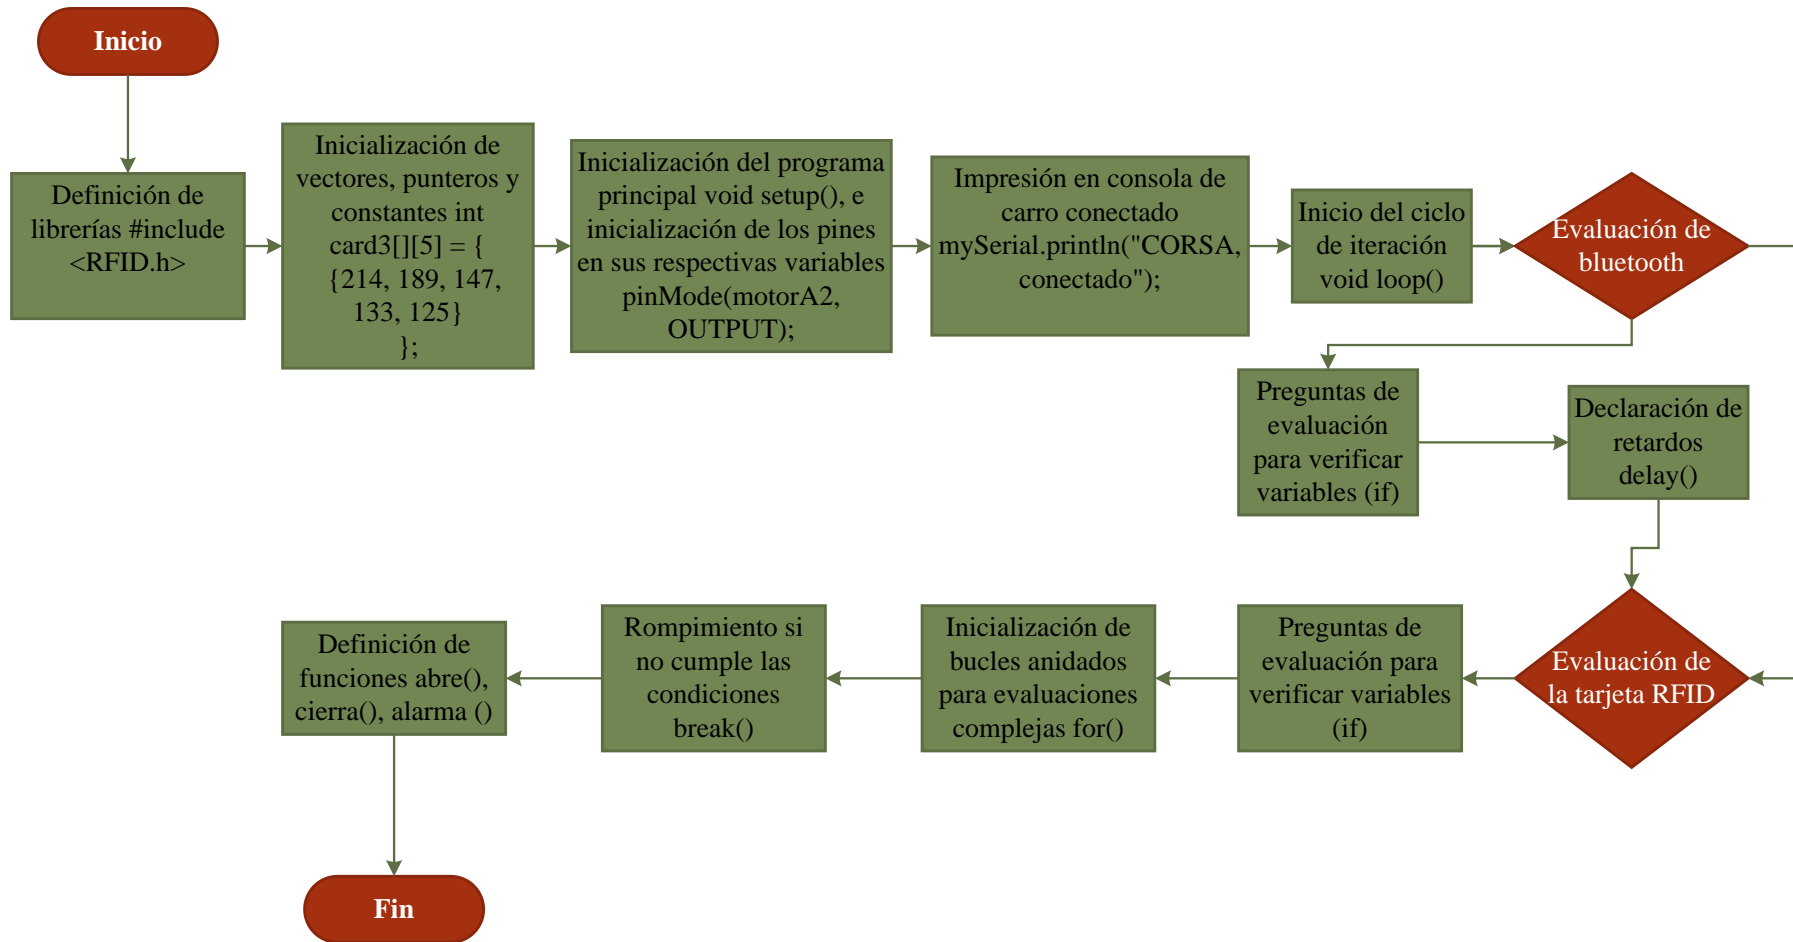 Inicio
Definición de
librerías #include
<RFID.h>
Inicialización de
vectores, punteros y
constantes int
card3[][5] = {
{214, 189, 147,
133, 125}
};
Inicialización del programa
principal void setup(), e
inicialización de los pines
en sus respectivas variables
pinMode(motorA2,
OUTPUT);
Impresión en consola de
carro conectado
mySerial.println("CORSA,
conectado");
Inicio del ciclo
de iteración
void loop()
Evaluación de
bluetooth
Preguntas de
evaluación
para verificar
variables (if)
Declaración de
retardos
delay()
Evaluación de
la tarjeta RFID
Preguntas de
evaluación para
verificar variables
(if)
Inicialización de
bucles anidados
para evaluaciones
complejas for()
Rompimiento si
no cumple las
condiciones
break()
Definición de
funciones abre(),
cierra(), alarma ()
Fin